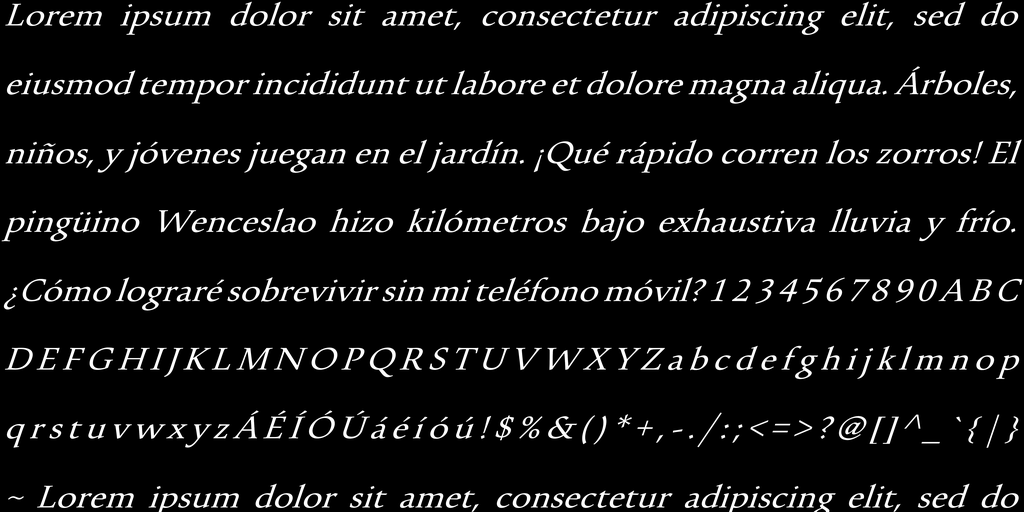 Lorem ipsum dolor sit amet, consectetur adipiscing elit, sed do
eiusmod tempor incididunt ut labore et dolore magna aliqua. Árboles,
niños, y jóvenes juegan en el jardín. ¡Qué rápido corren los zorros! El
pingüino Wenceslao hizo kilómetros bajo exhaustiva lluvia y frío.
¿Cómo lograré sobrevivir sin mi teléfono móvil? 1 2 3 4 5 6 7 8 9 0 A B C
D E F G H I J K L M N O P Q R S T U V W X Y Z a b c d e f g h i j k l m n o p
q r s t u v w x y z Á É Í Ó Ú á é í ó ú ! $ % & ( ) * + , - . / : ; < = > ? @ [ ] ^ _ ` { | }
~ Lorem ipsum dolor sit amet, consectetur adipiscing elit, sed do